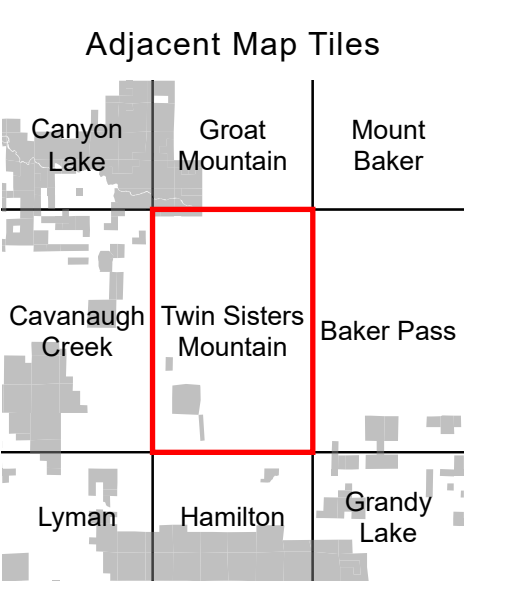 Adjacent Map Tiles
Canyon
Lake
Groat
Mountain
Mount
Baker
Cavanaugh
Creek
Twin Sisters
Mountain
Baker Pass
Lyman
Hamilton
Grandy
Lake